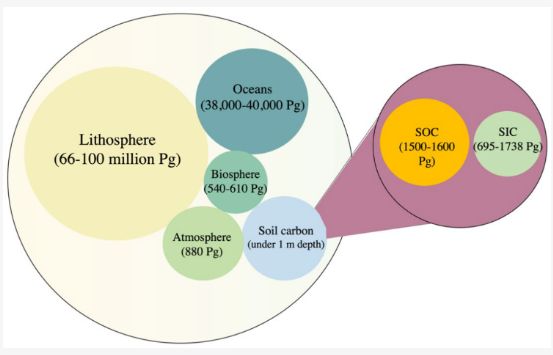 Lithosphere
(66-100 million Pg)
Oceans
(38,000-40,000 Pg)
Biosphere
(540-610 Pg)
Atmosphere
(880 Pg)
Soil carbon
(under 1 m depth)
SOC
(1500-1600
Pg)
SIC
(695-1738 Pg)